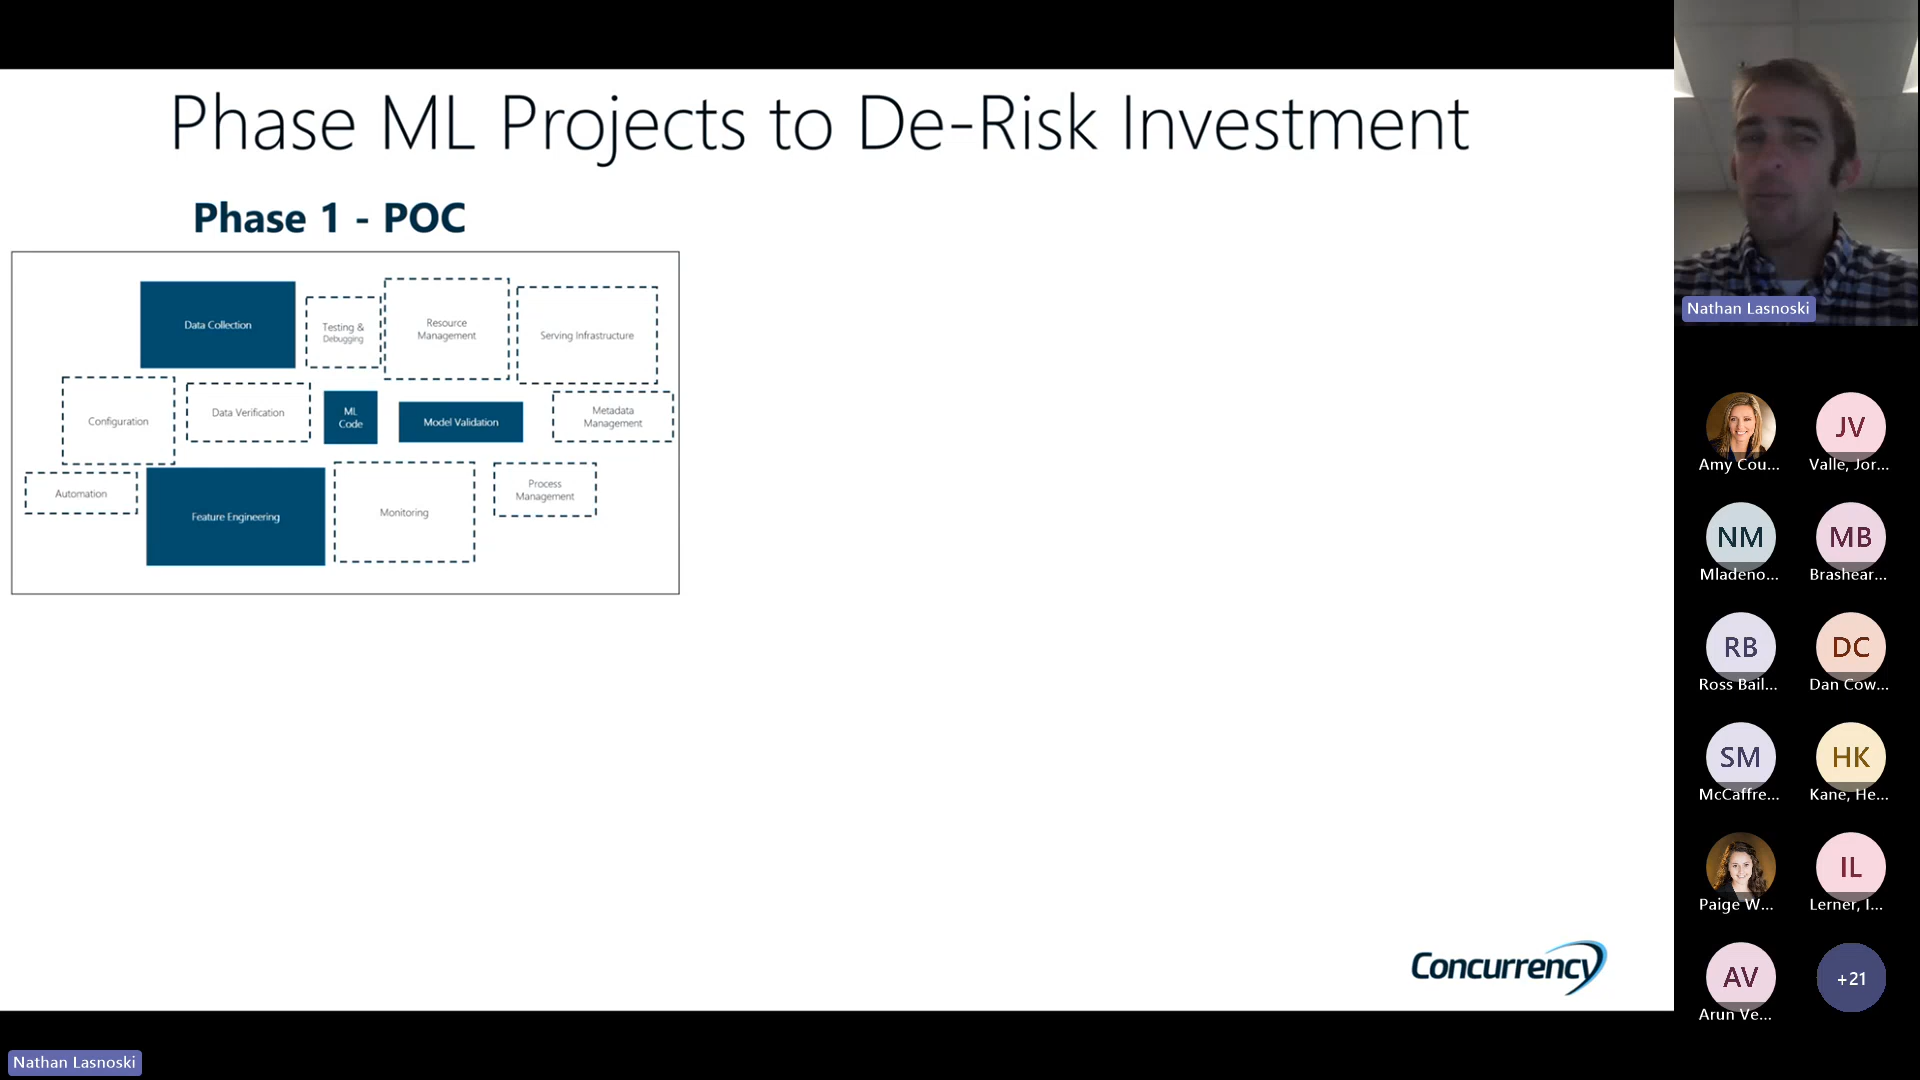 Phase ML Projects to De-Risk Investment
Phase 1 - POC
Data Collection
Testing &
Debugging
Resource
Management
Serving Infrastructure
Configuration
Data Verification
ML
Code
Model Validation
Metadata
Management
Automation
Feature Engineering
Monitoring
Process
Management
Concurrency
Nathan Lasnoski
Nathan Lasnoski
Amy Cou...
JV
Valle, Jor...
NM
Mladeno...
MB
Brashear...
RB
Ross Bail...
DC
Dan Cow...
SM
McCaffre...
HK
Kane, He...
Paige W...
IL
Lerner, I...
AV
Arun Ve...
+21